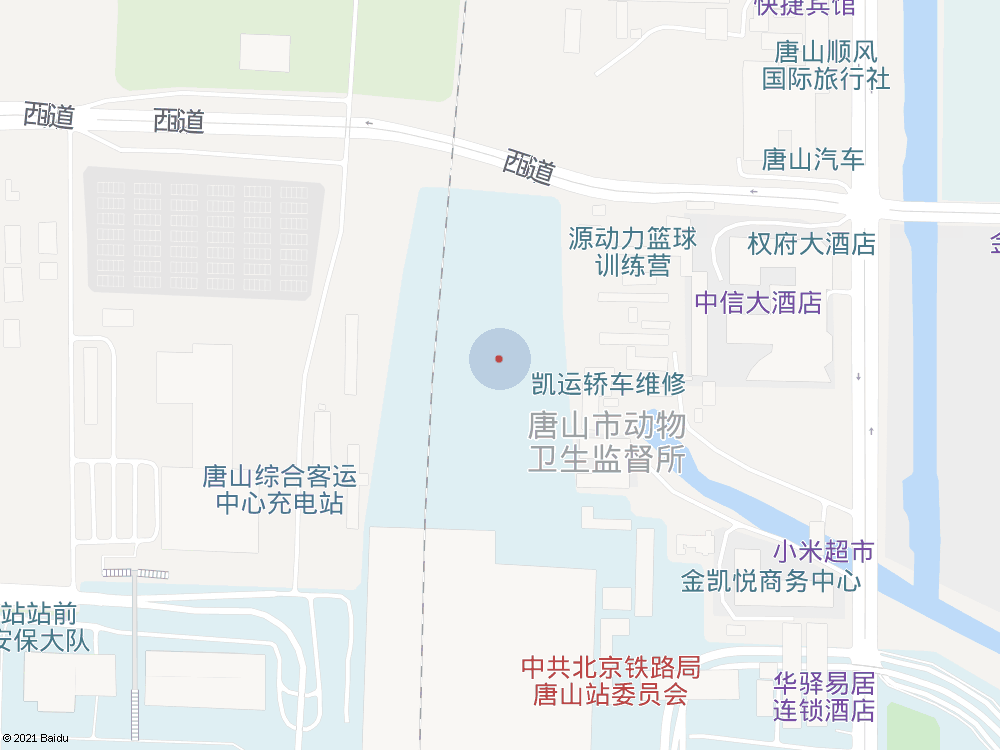 快捷宾馆
唐山顺风
国际旅行社
西道
西道
西道
唐山汽车
源动力篮球
训练营
权府大酒店
金
中信大酒店
凯运轿车维修
唐山市动物
卫生监督所
唐山综合客运
中心充电站
小米超市
金凯悦商务中心
站站前
安保大队
中共北京铁路局
唐山站委员会
华驿易居
连锁酒店
© 2021 Baidu